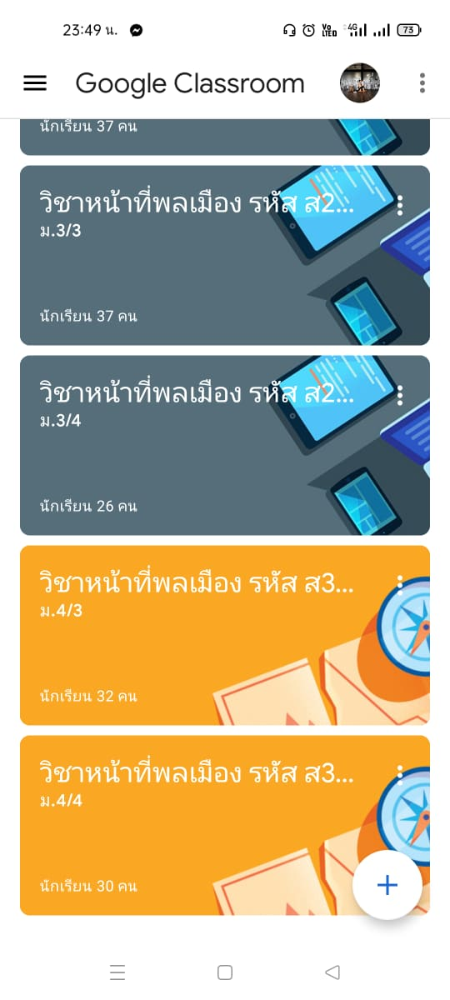 23:49 น.
Vo LTED 4G 73
Google Classroom
นักเรียน 37 คน
วิชาหน้าที่พลเมือง รหัส ส2...
ม.3/3
นักเรียน 37 คน
วิชาหน้าที่พลเมือง รหัส ส2...
ม.3/4
นักเรียน 26 คน
วิชาหน้าที่พลเมือง รหัส ส3...
ม.4/3
นักเรียน 32 คน
วิชาหน้าที่พลเมือง รหัส ส3...
ม.4/4
นักเรียน 30 คน